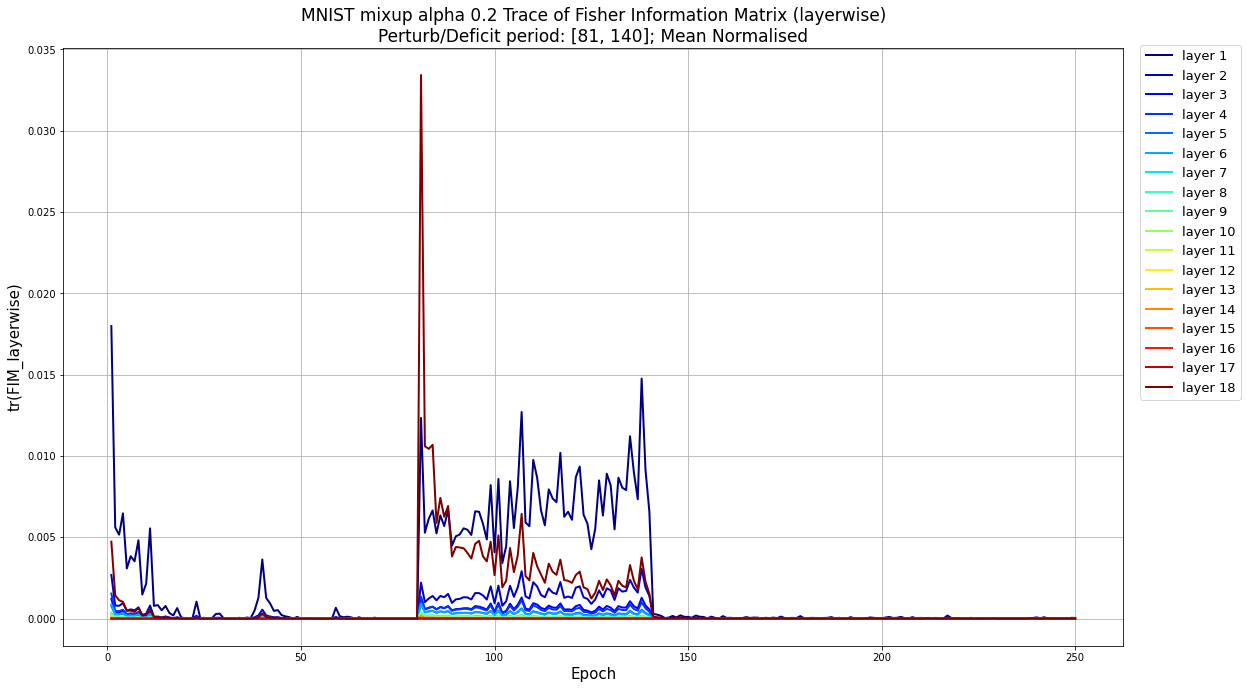 MNIST mixup alpha 0.2 Trace of Fisher Information Matrix (layerwise)
Perturb/Deficit period: [81, 140]; Mean Normalised
tr(FIM_layerwise)
0.035
0.030
0.025
0.020
0.015
0.010
0.005
0.000
0
50
100
150
200
250
Epoch
layer 1
layer 2
layer 3
layer 4
layer 5
layer 6
layer 7
layer 8
layer 9
layer 10
layer 11
layer 12
layer 13
layer 14
layer 15
layer 16
layer 17
layer 18